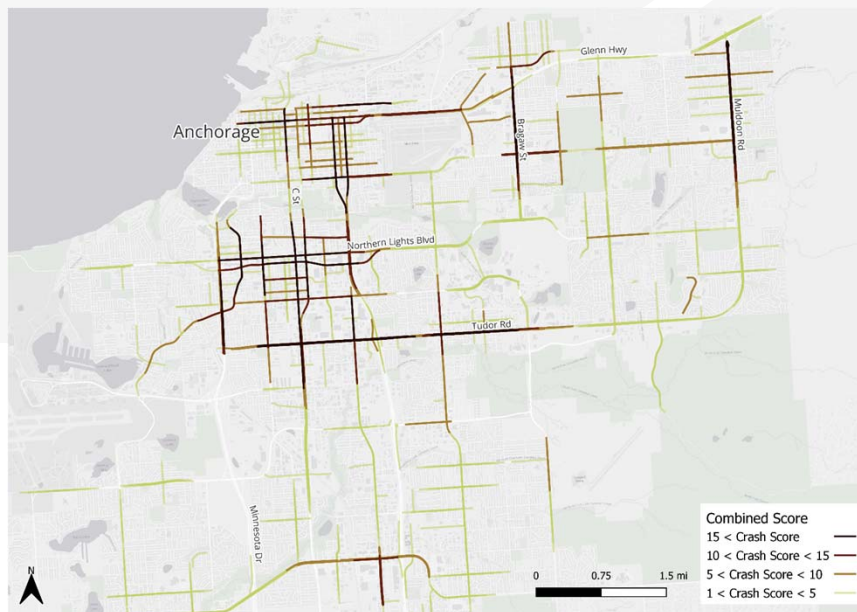 Glenn Hwy
Muldoon Rd
Anchorage
Bragaw St
C St
Northern Lights Blvd
Tudor Rd
Minnesota Dr
N
0 0.75 1.5 mi
Combined Score
15 < Crash Score
10 < Crash Score < 15
5 < Crash Score < 10
1 < Crash Score < 5